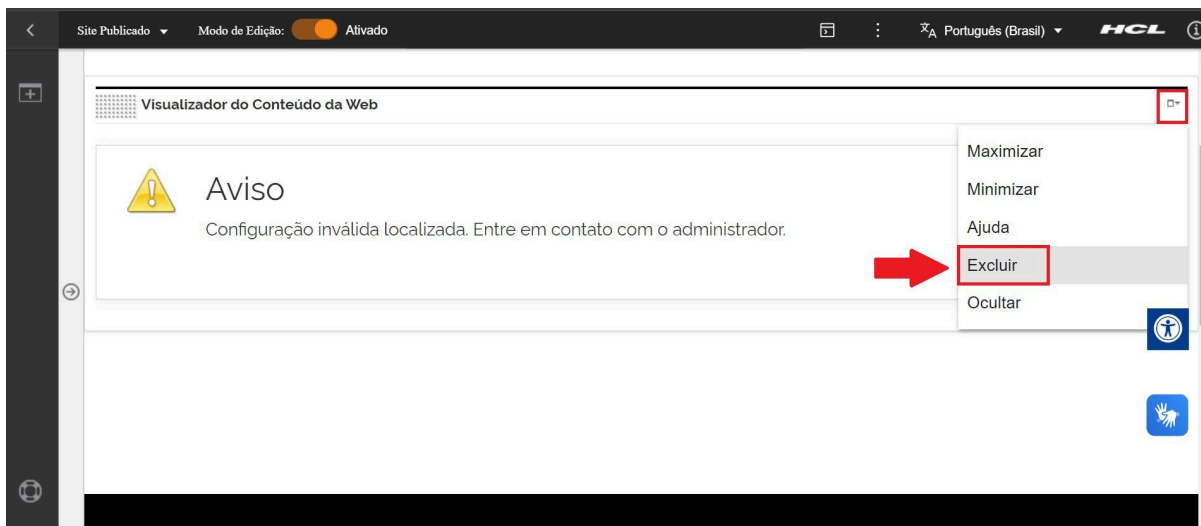 Site Publicado
Modo de Edição:
Ativado
Português (Brasil)
HCL
Visualizador do Conteúdo da Web
Maximizar
Minimizar
Ajuda
Excluir
Ocultar
Aviso
Configuração inválida localizada. Entre em contato com o administrador.